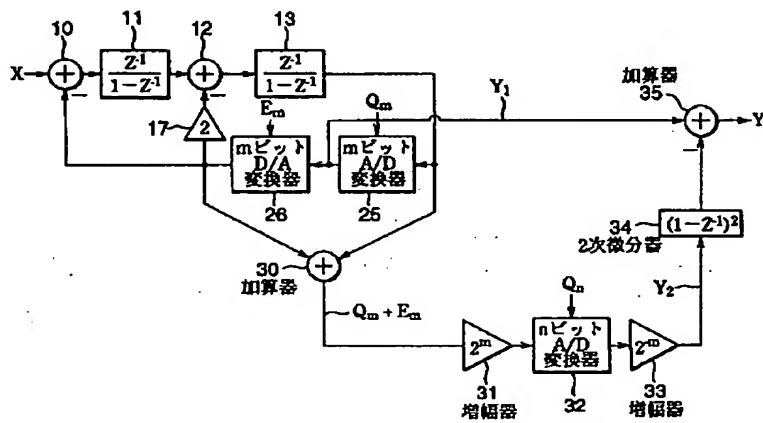 10
11
12
13
X
+
Z-1
1-Z-1
+
Z-1
1-Z-1
17
2
Em
Qm
Y1
加算器
35
+
Y
mビット
D/A
変換器
26
mビット
A/D
変換器
25
34
2次微分器
(1-Z-1)2
30
加算器
+
Qm + Em
Qn
Y2
2m
31
増幅器
nビット
A/D
変換器
32
2-m
33
増幅器